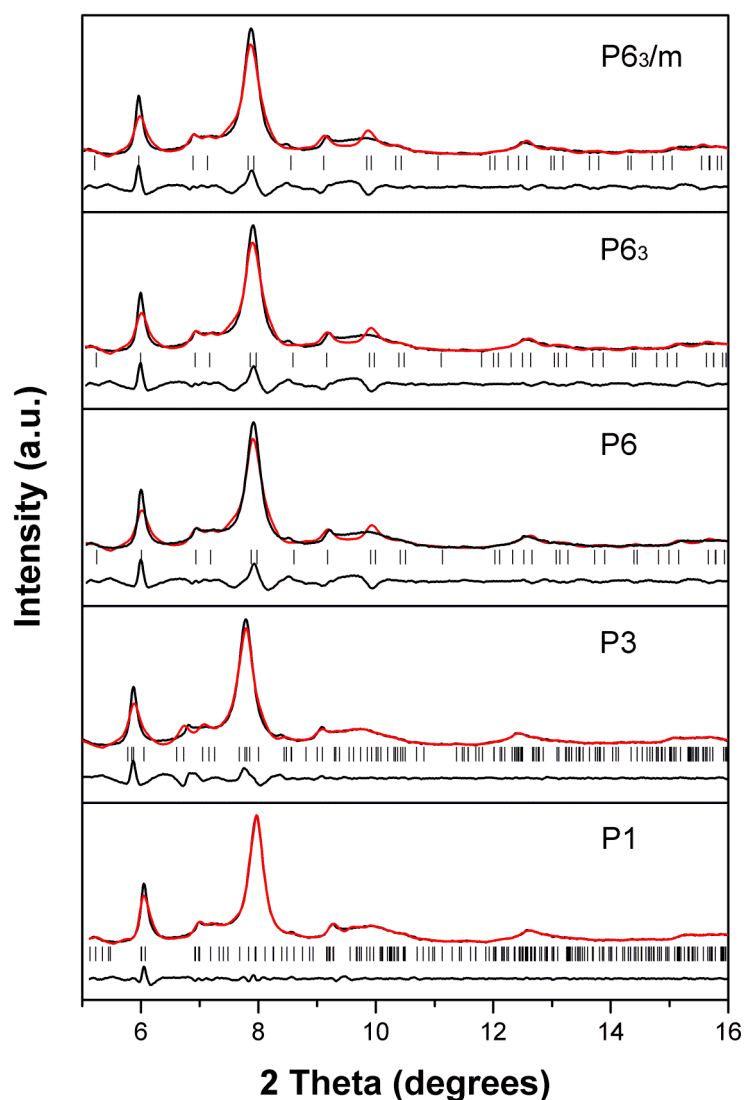 P6₃/m
P6₃
P6
P3
P1
Intensity (a.u.)
6 8 10 12 14 16
2 Theta (degrees)